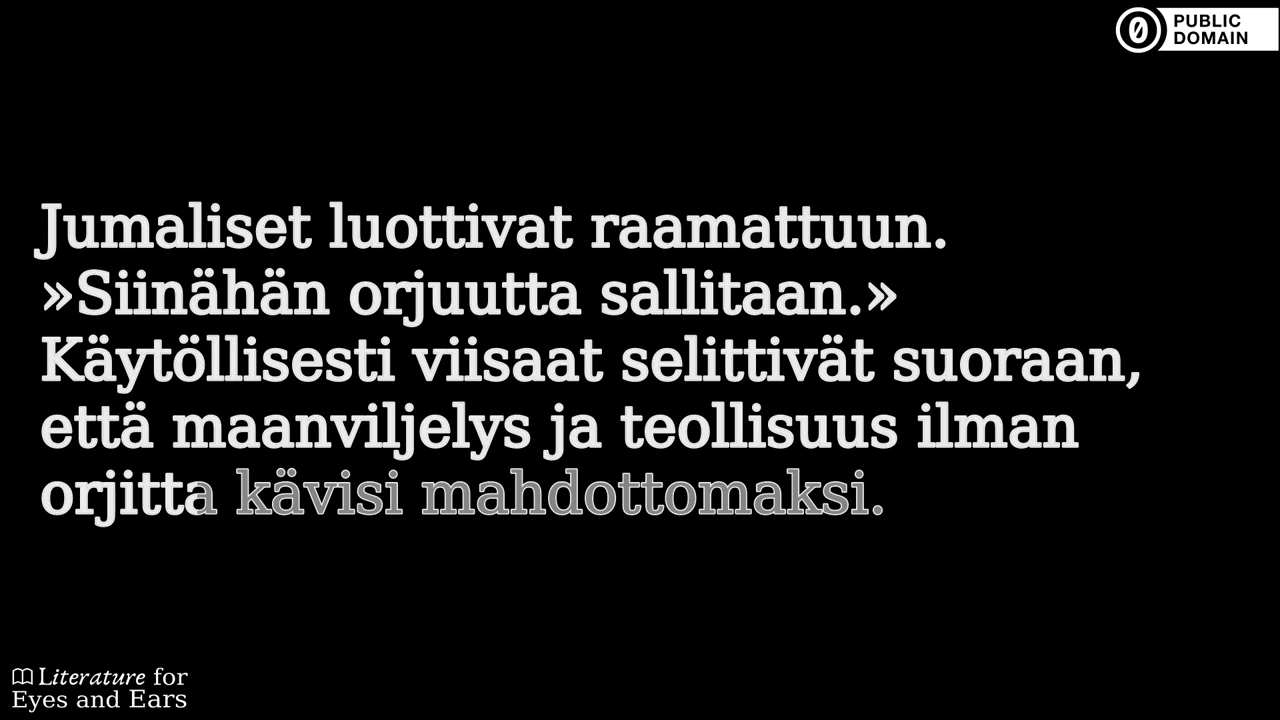 PUBLIC
DOMAIN
Jumaliset luottivat raamattuun.
»Siinähän orjuutta sallitaan.»
Käytöllisesti viisaat selittivät suoraan,
että maanviljelys ja teollisuus ilman
orjitta kävisi mahdottomaksi.
Literature for
Eyes and Ears